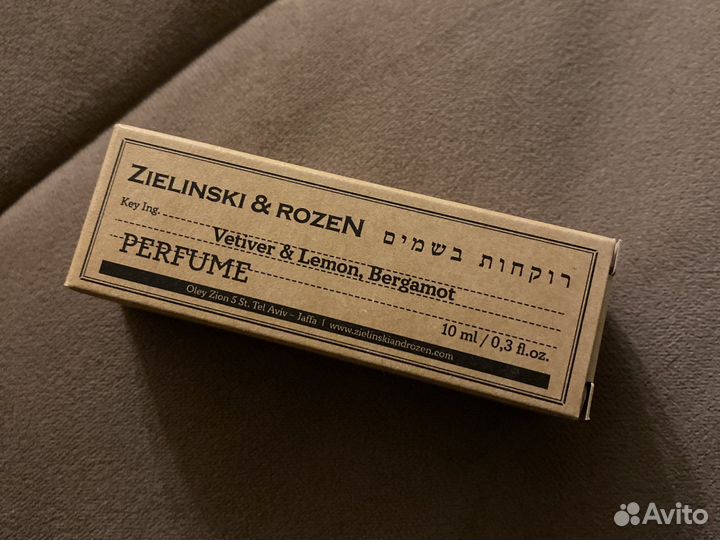 ZIELINSKI & ROZEN רוקחות בשמים
Key Ing.
Vetiver & Lemon, Bergamot
PERFUME
10 ml / 0,3 fl.oz.
Oley Zion 5 St. Tel Aviv – Jaffa | www.zielinskiandrozen.com
Avito